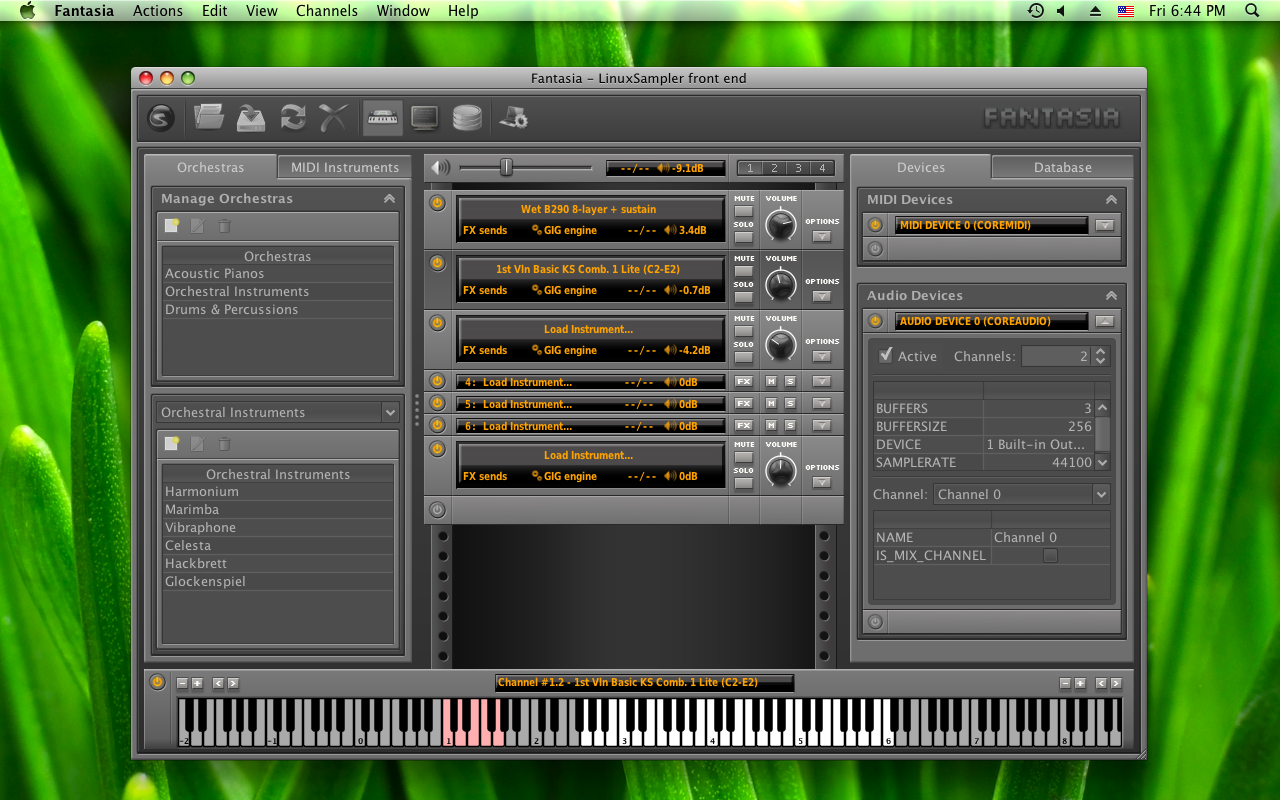 Fantasia Actions Edit View Channels Window Help Fri 6:44 PM
Fantasia – LinuxSampler front end
FANTASIA
Orchestras MIDI Instruments
Manage Orchestras
Orchestras
Acoustic Pianos
Orchestral Instruments
Drums & Percussions
Orchestral Instruments
Orchestral Instruments
Harmonium
Marimba
Vibraphone
Celesta
Hackbrett
Glockenspiel
--/-- -9.1dB 1 2 3 4
Wet B290 8-layer + sustain
FX sends GIG engine --/-- 3.4dB
MUTE VOLUME
SOLO OPTIONS
1st Vln Basic KS Comb. 1 Lite (C2-E2)
FX sends GIG engine --/-- -0.7dB
MUTE VOLUME
SOLO OPTIONS
Load Instrument...
FX sends GIG engine --/-- -4.2dB
MUTE VOLUME
SOLO OPTIONS
4: Load Instrument... --/-- 0dB FX M S
5: Load Instrument... --/-- 0dB FX M S
6: Load Instrument... --/-- 0dB FX M S
Load Instrument...
FX sends GIG engine --/-- 0dB
MUTE VOLUME
SOLO OPTIONS
Devices Database
MIDI Devices
MIDI DEVICE 0 (COREMIDI)
Audio Devices
AUDIO DEVICE 0 (COREAUDIO)
Active Channels: 2
BUFFERS 3
BUFFERSIZE 256
DEVICE 1 Built-in Out...
SAMPLERATE 44100
Channel: Channel 0
NAME Channel 0
IS_MIX_CHANNEL
- + < > Channel #1.2 - 1st Vln Basic KS Comb. 1 Lite (C2-E2) - + < >
-2 -1 0 1 2 3 4 5 6 7 8